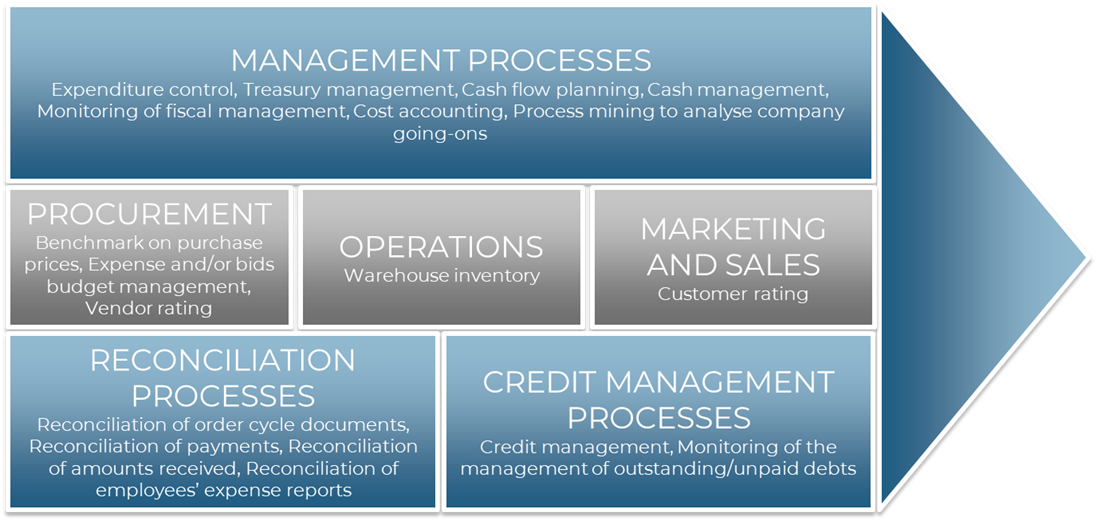 MANAGEMENT PROCESSES
Expenditure control, Treasury management, Cash flow planning, Cash management,
Monitoring of fiscal management, Cost accounting, Process mining to analyse company
going-ons
PROCUREMENT
Benchmark on purchase
prices, Expense and/or bids
budget management,
Vendor rating
OPERATIONS
Warehouse inventory
MARKETING
AND SALES
Customer rating
RECONCILIATION
PROCESSES
Reconciliation of order cycle documents,
Reconciliation of payments, Reconciliation
of amounts received, Reconciliation of
employees’ expense reports
CREDIT MANAGEMENT
PROCESSES
Credit management, Monitoring of the
management of outstanding/unpaid debts